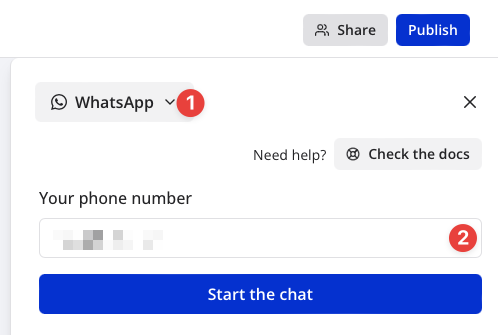 Share
Publish
WhatsApp 1
Need help? Check the docs
Your phone number
2
Start the chat